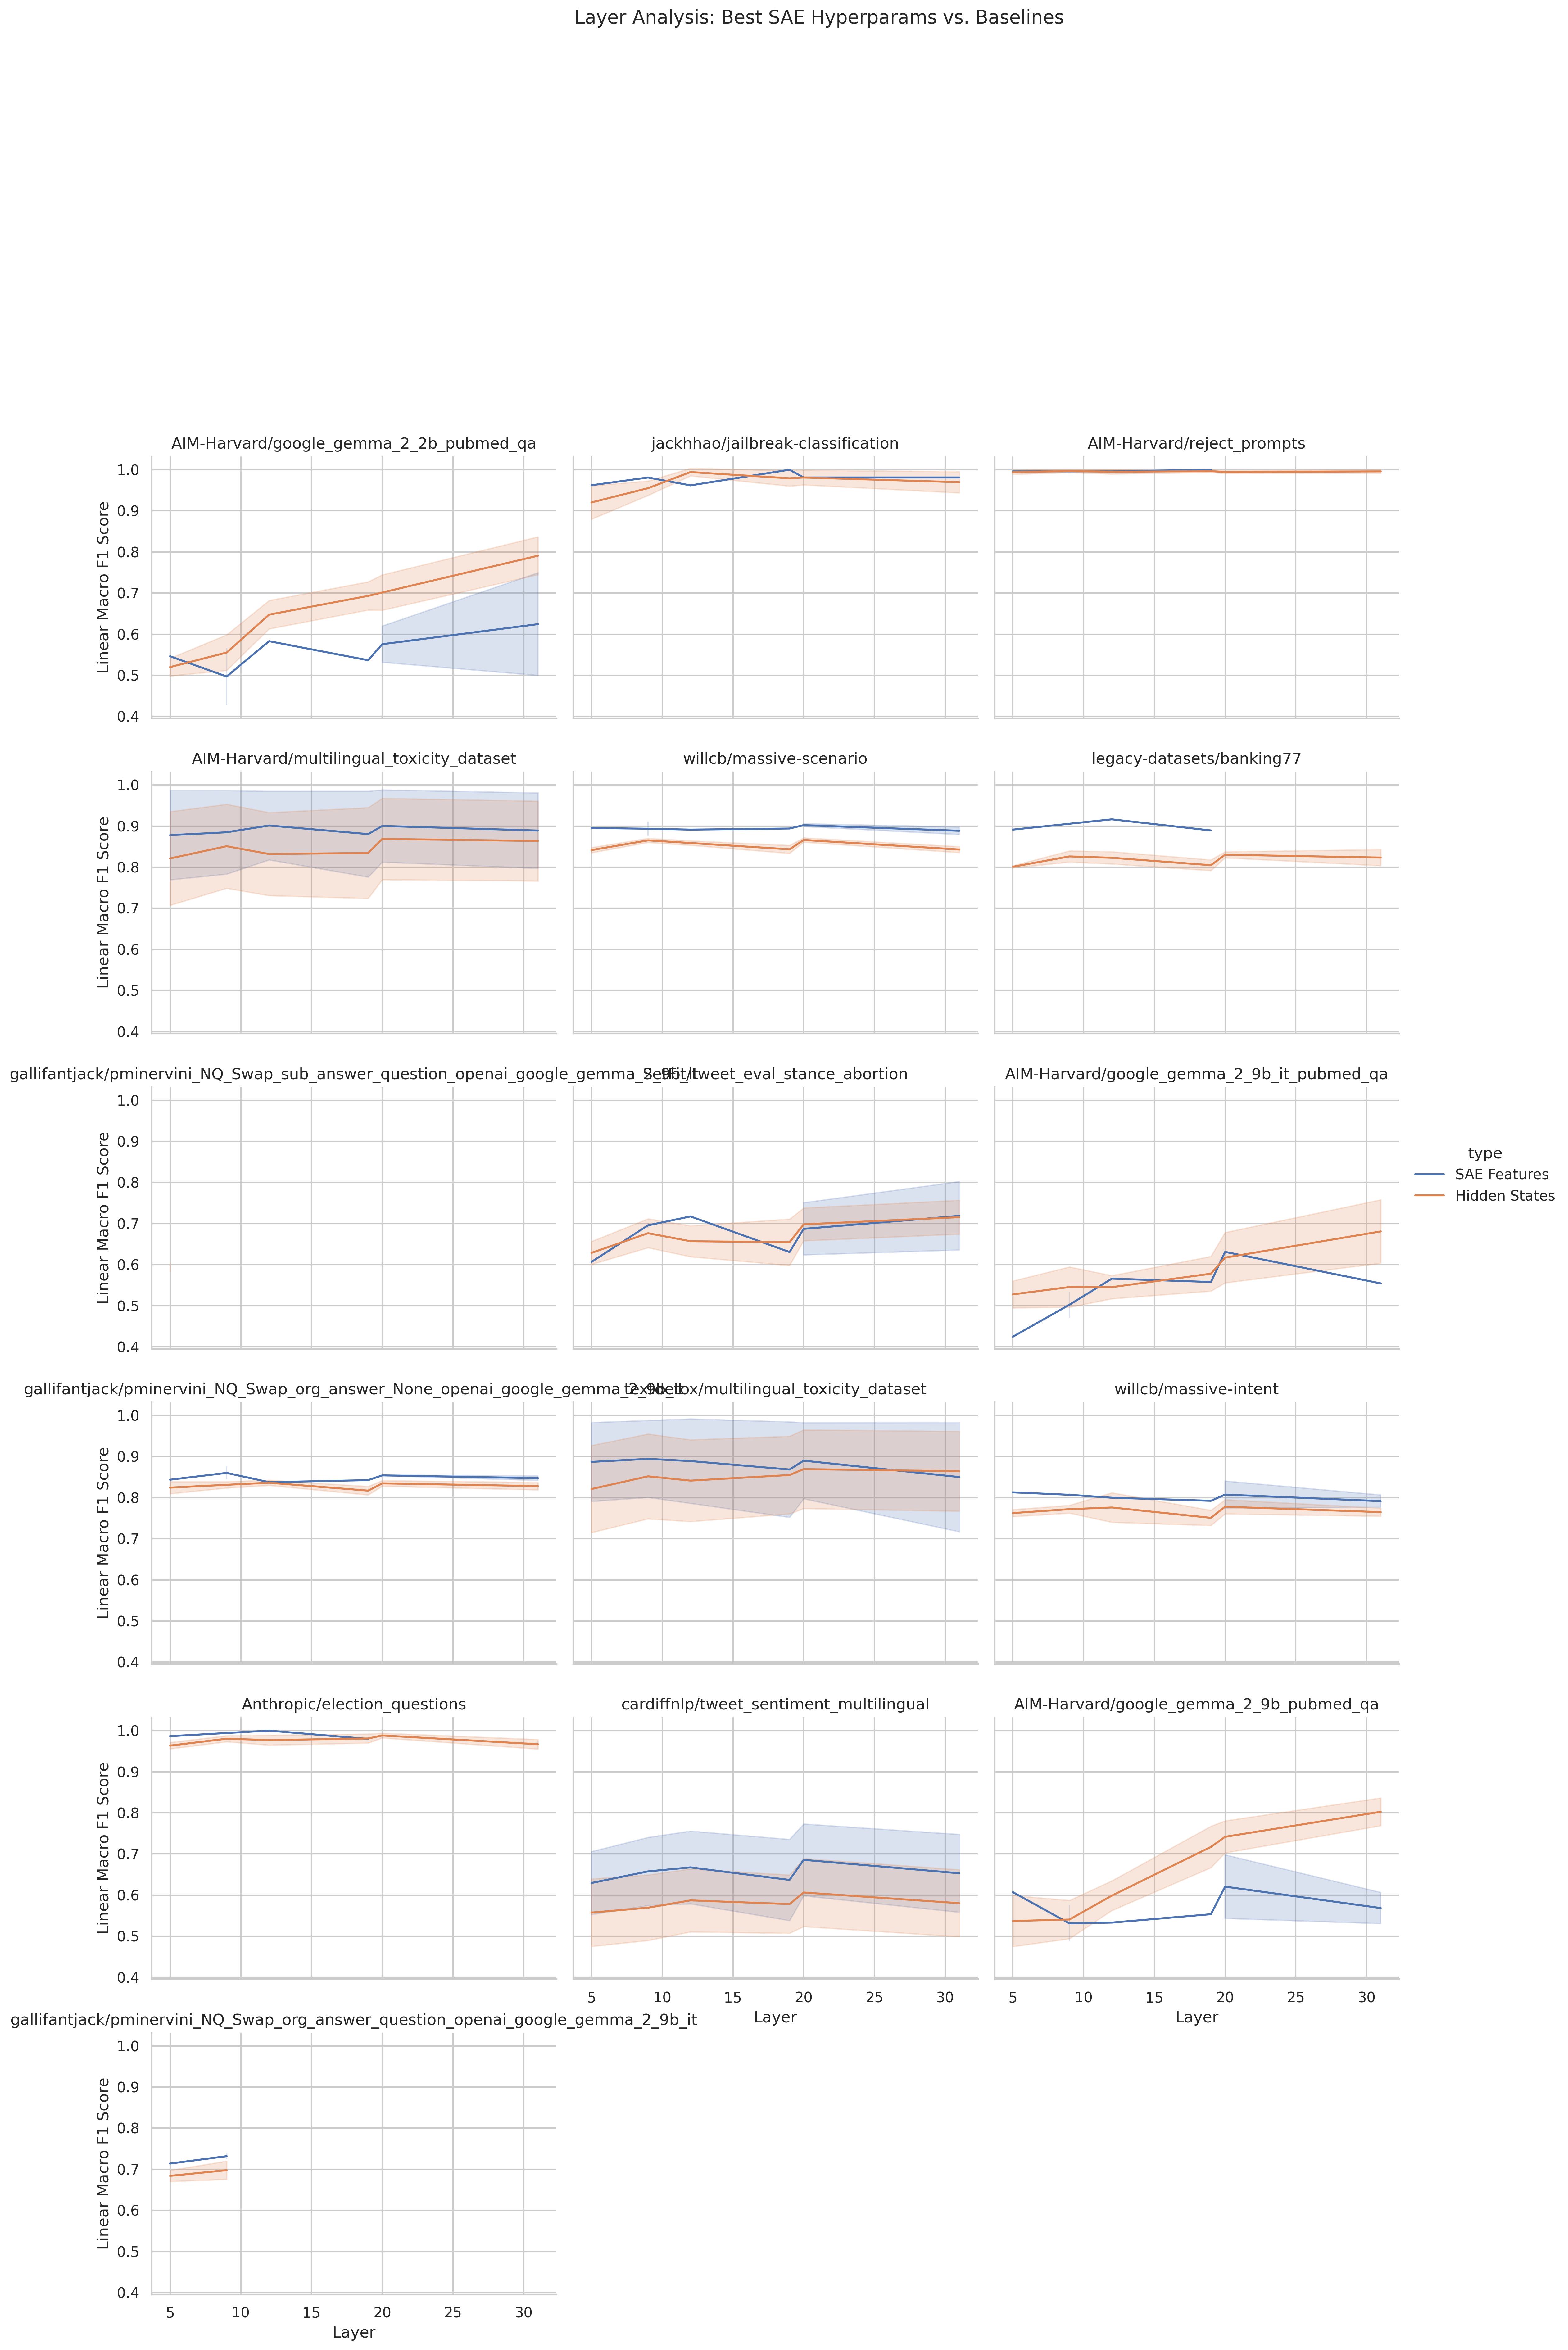 Layer Analysis: Best SAE Hyperparams vs. Baselines
AIM-Harvard/google_gemma_2_2b_pubmed_qa
jackhhao/jailbreak-classification
AIM-Harvard/reject_prompts
Linear Macro F1 Score
1.0
0.9
0.8
0.7
0.6
0.5
0.4
AIM-Harvard/multilingual_toxicity_dataset
willcb/massive-scenario
legacy-datasets/banking77
Linear Macro F1 Score
1.0
0.9
0.8
0.7
0.6
0.5
0.4
gallifantjack/pminervini_NQ_Swap_sub_answer_question_openai_google_gemma_2_9b_it
SetFit/tweet_eval_stance_abortion
AIM-Harvard/google_gemma_2_9b_it_pubmed_qa
Linear Macro F1 Score
1.0
0.9
0.8
0.7
0.6
0.5
0.4
type
SAE Features
Hidden States
gallifantjack/pminervini_NQ_Swap_org_answer_None_openai_google_gemma_2_9b_it
textdetox/multilingual_toxicity_dataset
willcb/massive-intent
Linear Macro F1 Score
1.0
0.9
0.8
0.7
0.6
0.5
0.4
Anthropic/election_questions
cardiffnlp/tweet_sentiment_multilingual
AIM-Harvard/google_gemma_2_9b_pubmed_qa
Linear Macro F1 Score
1.0
0.9
0.8
0.7
0.6
0.5
0.4
5 10 15 20 25 30
Layer
5 10 15 20 25 30
Layer
gallifantjack/pminervini_NQ_Swap_org_answer_question_openai_google_gemma_2_9b_it
Linear Macro F1 Score
1.0
0.9
0.8
0.7
0.6
0.5
0.4
5 10 15 20 25 30
Layer